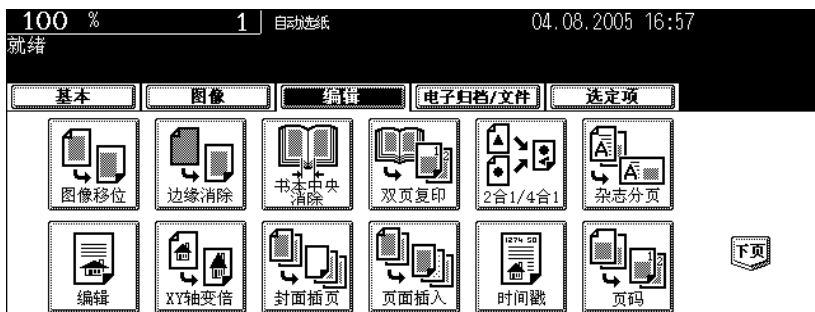 100 % 1 自动选纸 04.08.2005 16:57
就绪
基本 图像 编辑 电子归档/文件 选定项
图像移位 边缘消除 书本中央消除 双页复印 2合1/4合1 杂志分页
1274 50
下页
编辑 XY轴变倍 封面插页 页面插入 时间戳 页码